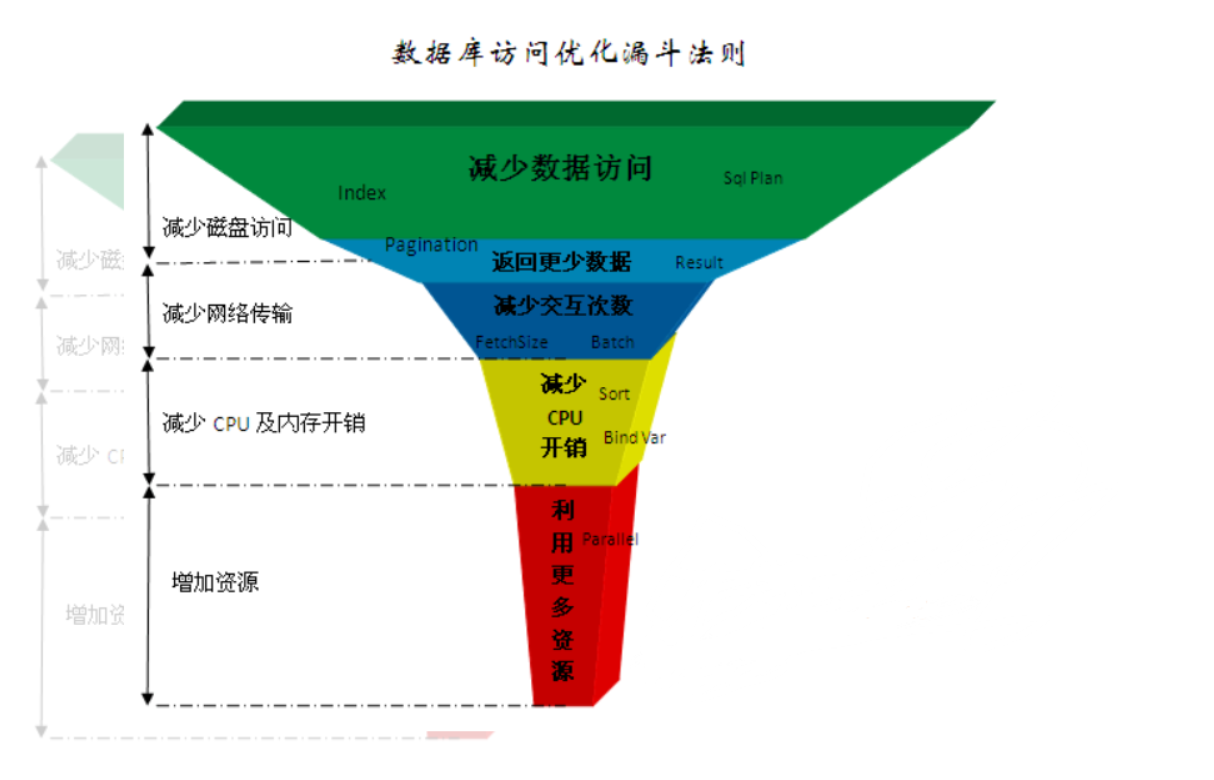 数据库访问优化漏斗法则
减少数据访问
Index
Sql Plan
减少磁盘访问
Pagination
返回更少数据
Result
减少网络传输
减少交互次数
FetchSize
Batch
减少 CPU 及内存开销
减少
CPU
开销
Sort
Bind Var
增加资源
利
用
更
多
资
源
Parallel
减少磁
减少网
减少 C
增加资